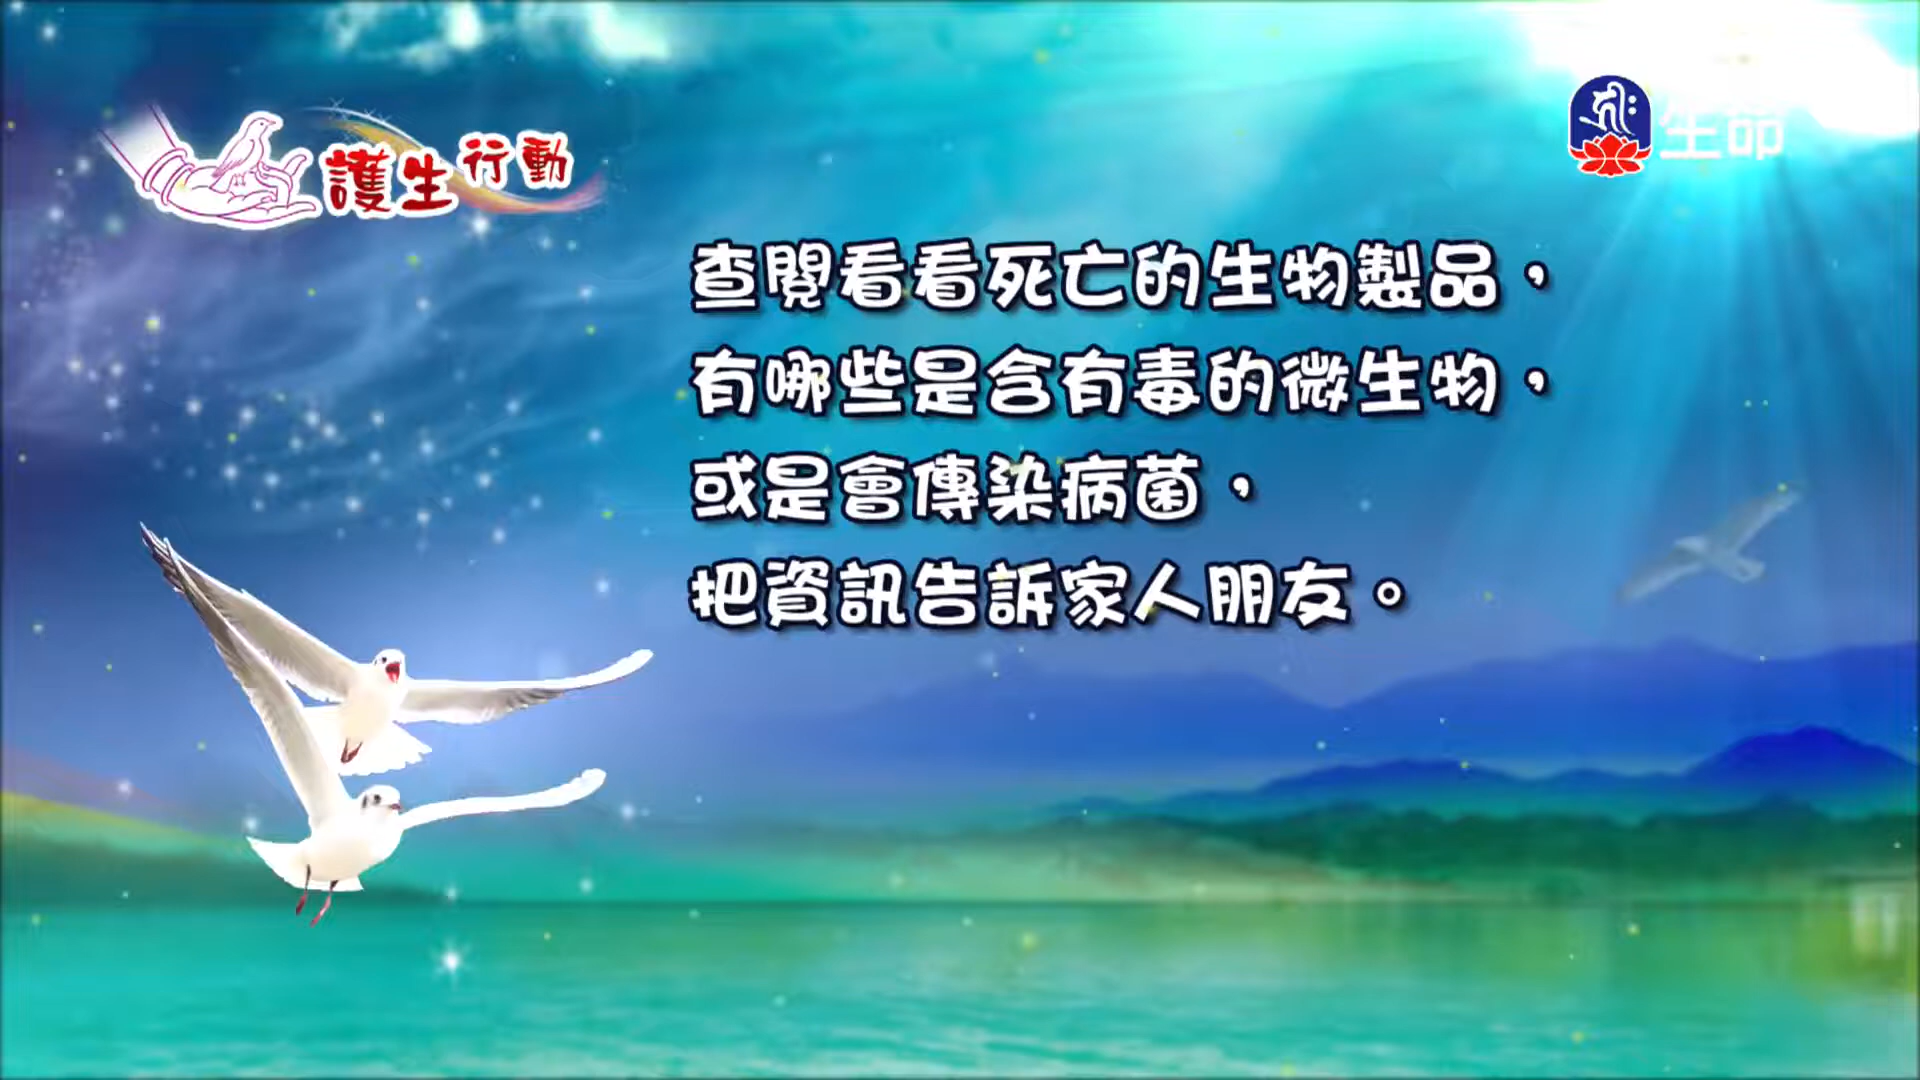 護生行動
生命
查閱看看死亡的生物製品，
有哪些是含有毒的微生物，
或是會傳染病菌，
把資訊告訴家人朋友。